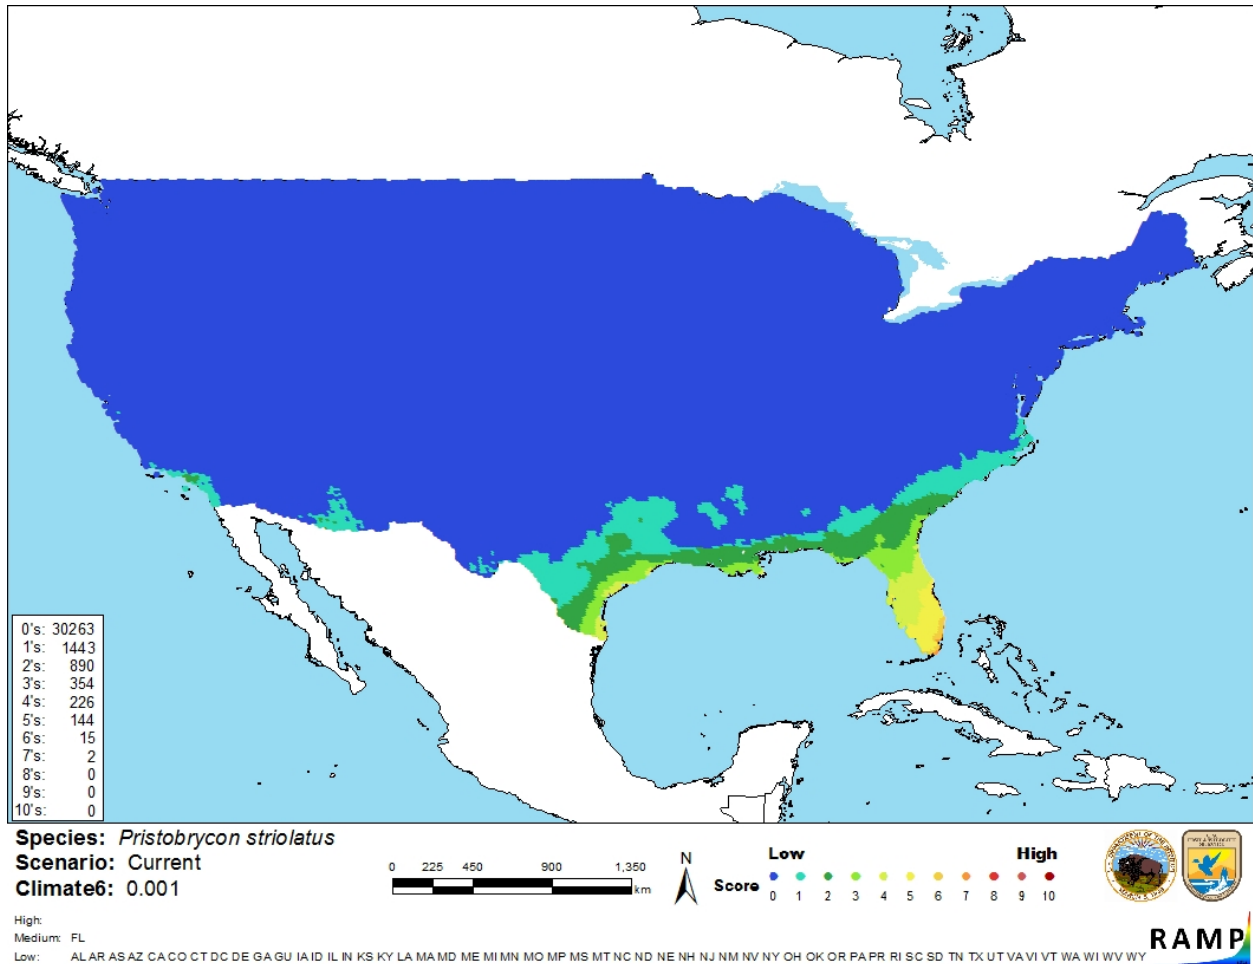 0's: 30263
1's: 1443
2's: 890
3's: 354
4's: 226
5's: 144
6's: 15
7's: 2
8's: 0
9's: 0
10's: 0
Species: Pristobrycon striolatus
Scenario: Current
Climate6: 0.001
0 225 450 900 1,350
km
N
Low High
Score
0 1 2 3 4 5 6 7 8 9 10
High:
Medium: FL
Low: AL AR AS AZ CA CO CT DC DE GA GU IA ID IL IN KS KY LA MA MD ME MI MN MO MP MS MT NC ND NE NH NJ NM NV NY OH OK OR PA PR RI SC SD TN TX UT VA VI VT WA WI WV WY
RAMP